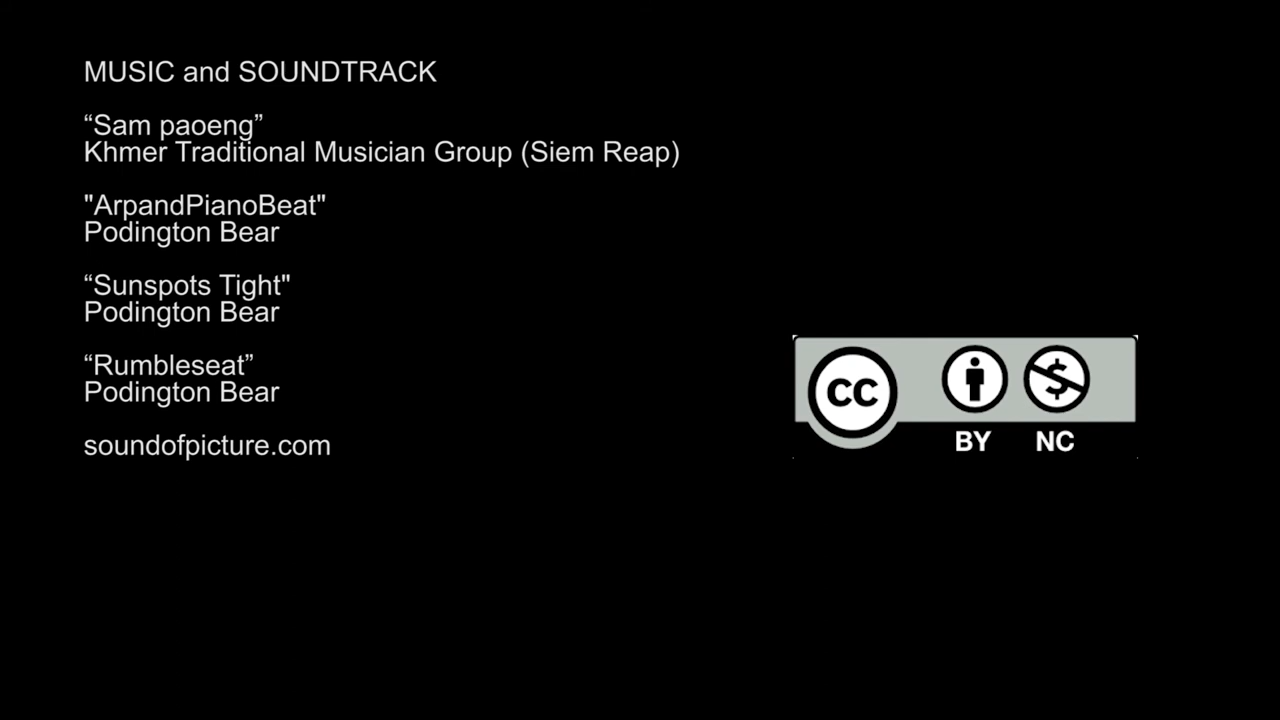 MUSIC and SOUNDTRACK
“Sam paoeng”
Khmer Traditional Musician Group (Siem Reap)
"ArpandPianoBeat"
Podington Bear
“Sunspots Tight"
Podington Bear
“Rumbleseat”
Podington Bear
soundofpicture.com
CC
BY NC